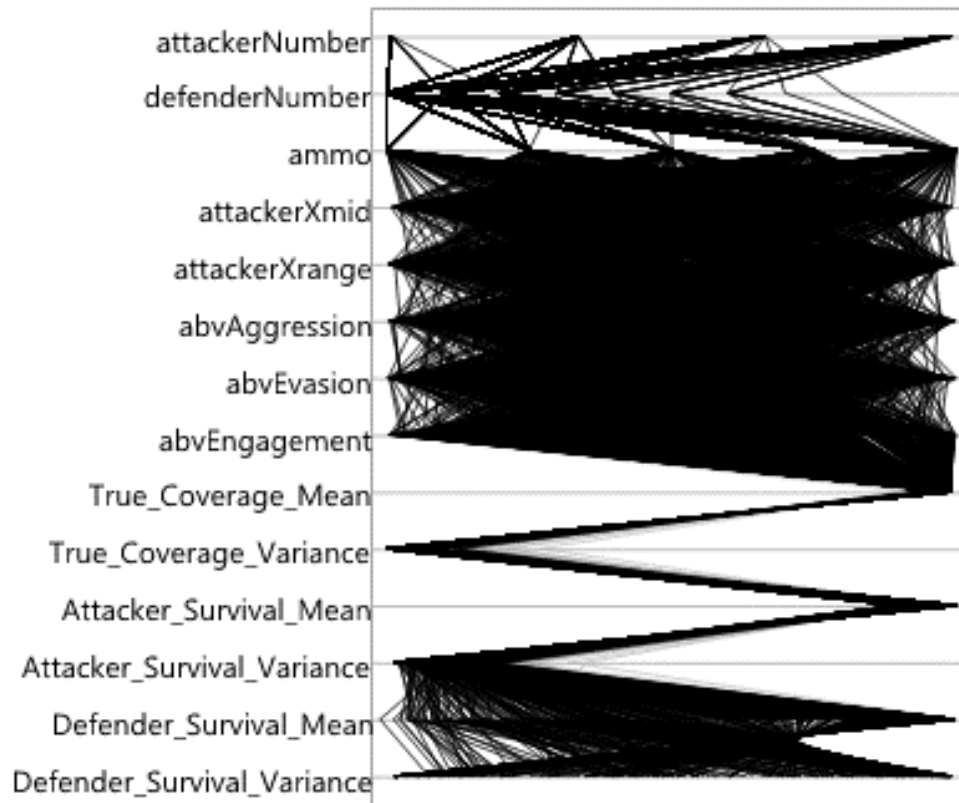 attackerNumber
defenderNumber
ammo
attackerXmid
attackerXrange
abvAggression
abvEvasion
abvEngagement
True_Coverage_Mean
True_Coverage_Variance
Attacker_Survival_Mean
Attacker_Survival_Variance
Defender_Survival_Mean
Defender_Survival_Variance